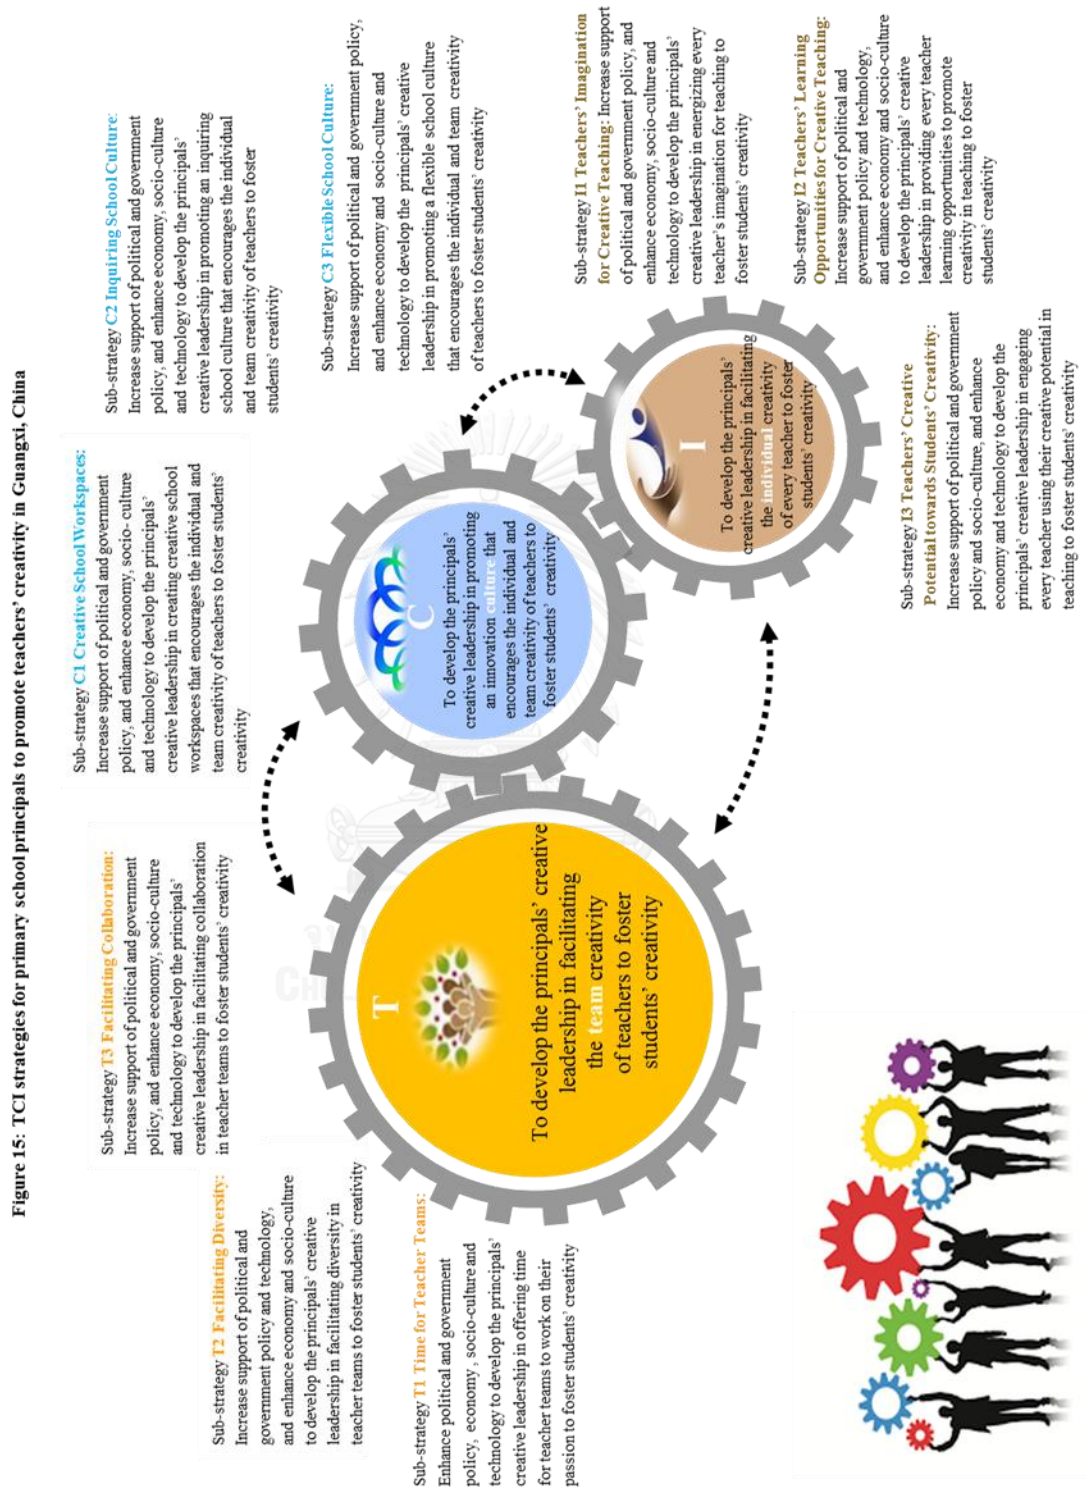 Figure 15: TCI strategies for primary school principals to promote teachers' creativity in Guangxi, China
Sub-strategy T1 Time for Teacher Teams:
Enhance political and government
policy, economy , socio-culture and
technology to develop the principals'
creative leadership in offering time
for teacher teams to work on their
passion to foster students' creativity
Sub-strategy T2 Facilitating Diversity:
Increase support of political and
government policy and technology,
and enhance economy and socio-culture
to develop the principals' creative
leadership in facilitating diversity in
teacher teams to foster students' creativity
Sub-strategy T3 Facilitating Collaboration:
Increase support of political and government
policy, and enhance economy, socio-culture
and technology to develop the principals'
creative leadership in facilitating collaboration
in teacher teams to foster students' creativity
Sub-strategy C1 Creative School Workspaces:
Increase support of political and government
policy, and enhance economy, socio- culture
and technology to develop the principals'
creative leadership in creating creative school
workspaces that encourages the individual and
team creativity of teachers to foster students'
creativity
Sub-strategy C2 Inquiring School Culture:
Increase support of political and government
policy, and enhance economy, socio-culture
and technology to develop the principals'
creative leadership in promoting an inquiring
school culture that encourages the individual
and team creativity of teachers to foster
students' creativity
Sub-strategy C3 Flexible School Culture:
Increase support of political and government policy,
and enhance economy and socio-culture and
technology to develop the principals' creative
leadership in promoting a flexible school culture
that encourages the individual and team creativity
of teachers to foster students' creativity
T
To develop the principals' creative
leadership in facilitating
the team creativity
of teachers to foster
students' creativity
C
To develop the principals'
creative leadership in promoting
an innovation culture that
encourages the individual and
team creativity of teachers to
foster students' creativity
I
To develop the principals'
creative leadership in facilitating
the individual creativity
of every teacher to foster
students' creativity
Sub-strategy I1 Teachers' Imagination
for Creative Teaching: Increase support
of political and government policy, and
enhance economy, socio-culture and
technology to develop the principals'
creative leadership in energizing every
teacher's imagination for teaching to
foster students' creativity
Sub-strategy I2 Teachers' Learning
Opportunities for Creative Teaching:
Increase support of political and
government policy and technology,
and enhance economy and socio-culture
to develop the principals' creative
leadership in providing every teacher
learning opportunities to promote
creativity in teaching to foster
students' creativity
Sub-strategy I3 Teachers' Creative
Potential towards Students' Creativity:
Increase support of political and government
policy and socio-culture, and enhance
economy and technology to develop the
principals' creative leadership in engaging
every teacher using their creative potential in
teaching to foster students' creativity